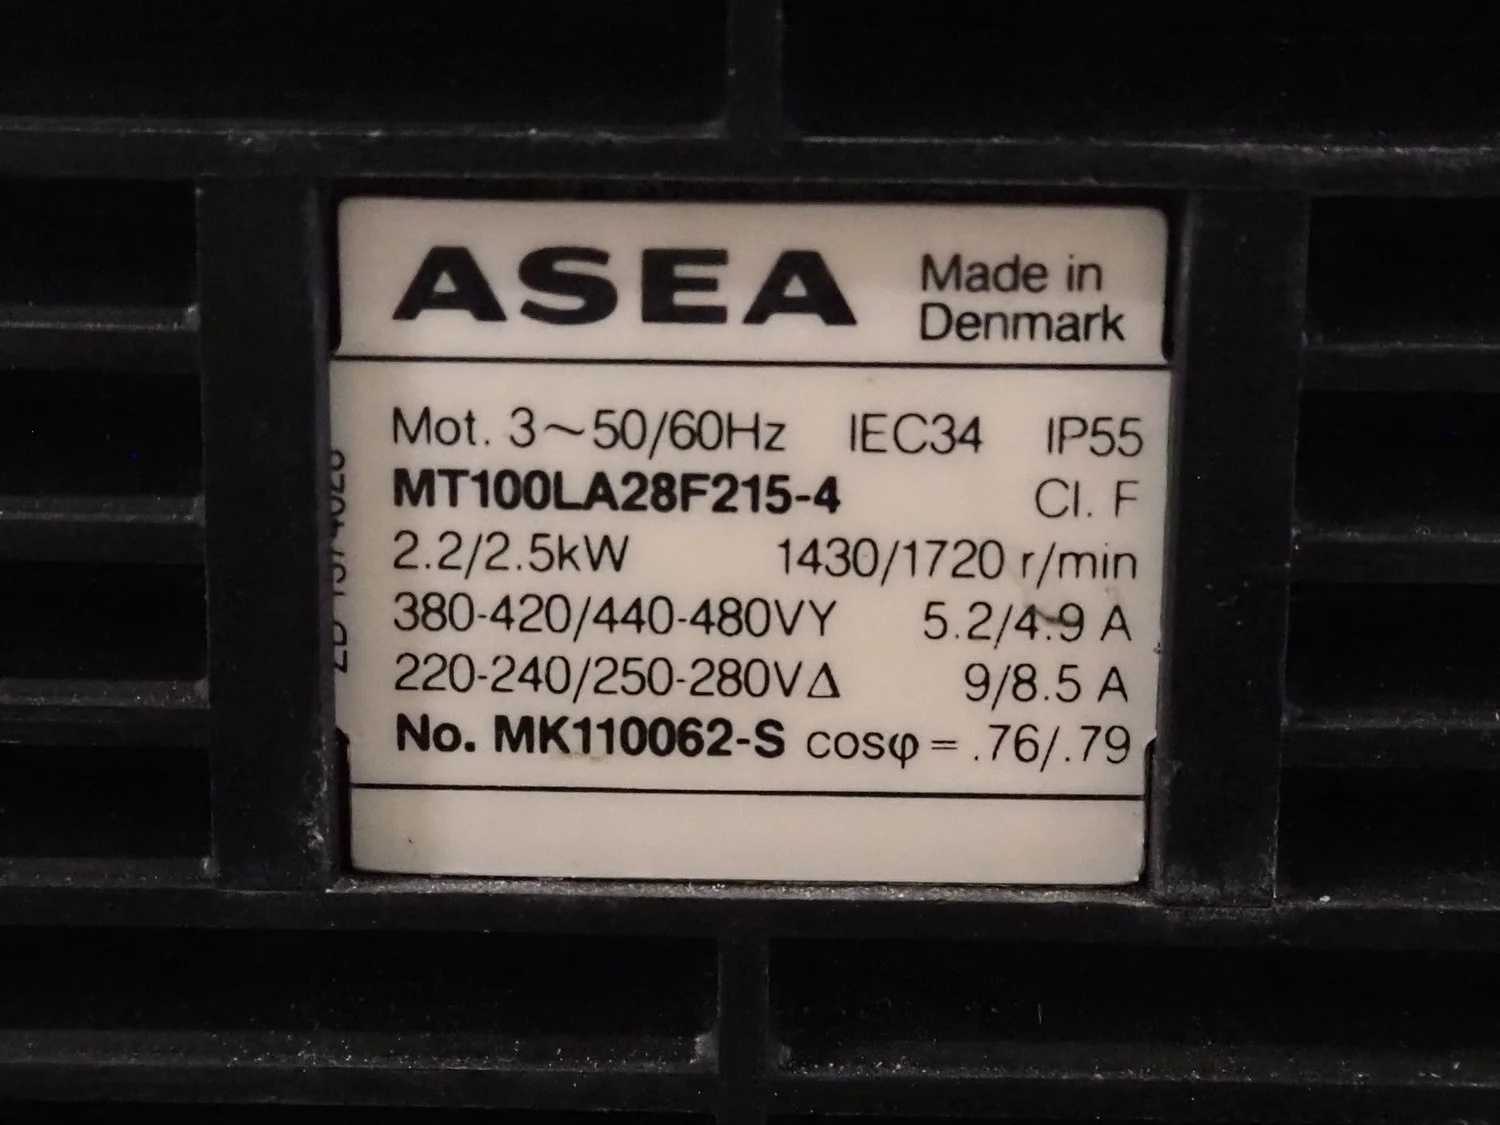 ASEA Made in
Denmark
Mot. 3~50/60Hz IEC34 IP55
MT100LA28F215-4 Cl. F
2.2/2.5kW 1430/1720 r/min
380-420/440-480VY 5.2/4.9 A
220-240/250-280VΔ 9/8.5 A
No. MK110062-S cosφ = .76/.79